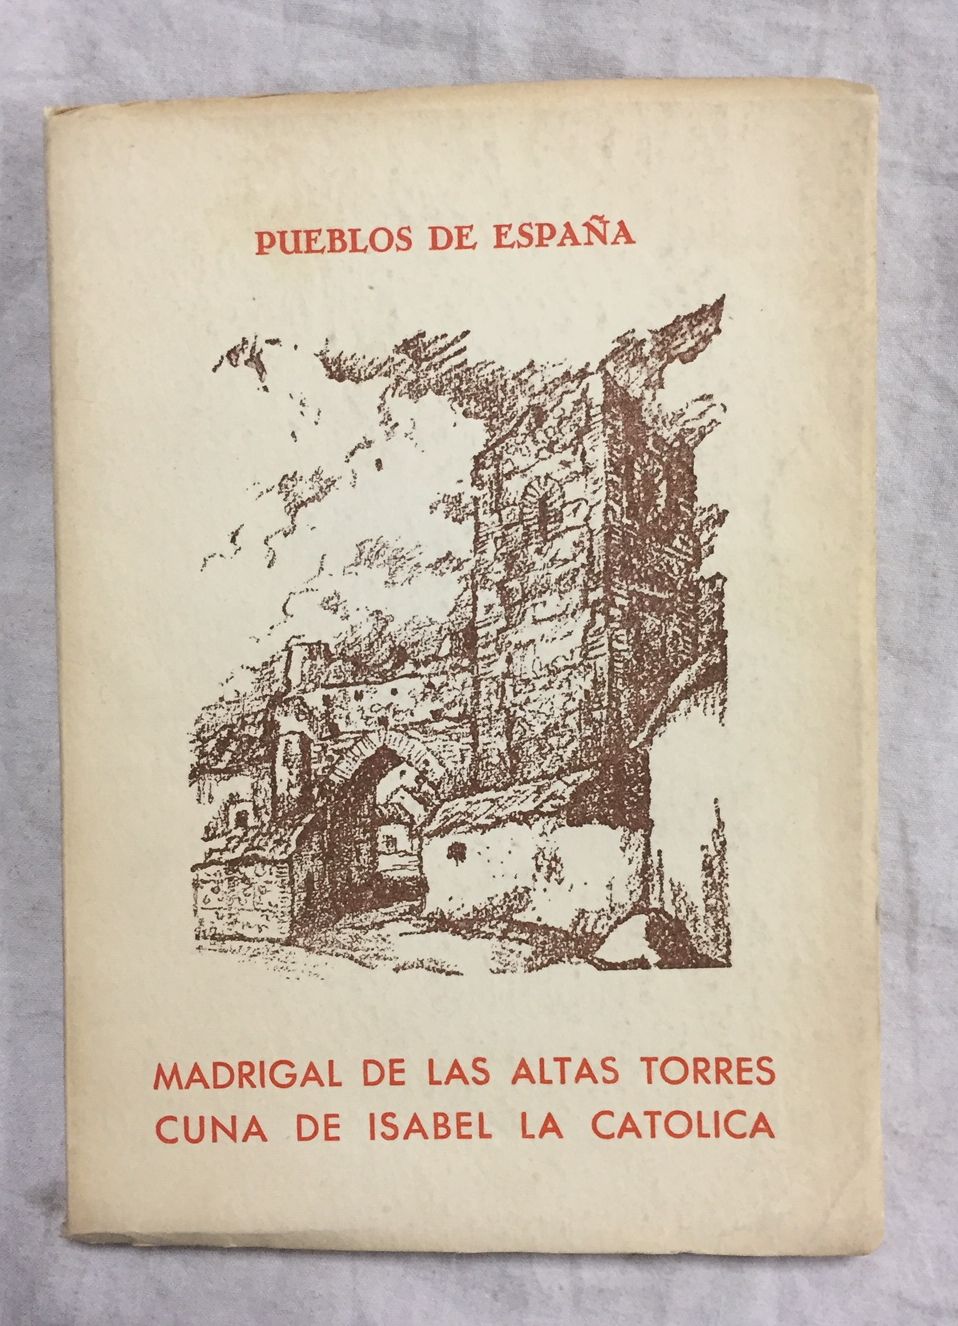 PUEBLOS DE ESPAÑA
MADRIGAL DE LAS ALTAS TORRES
CUNA DE ISABEL LA CATOLICA